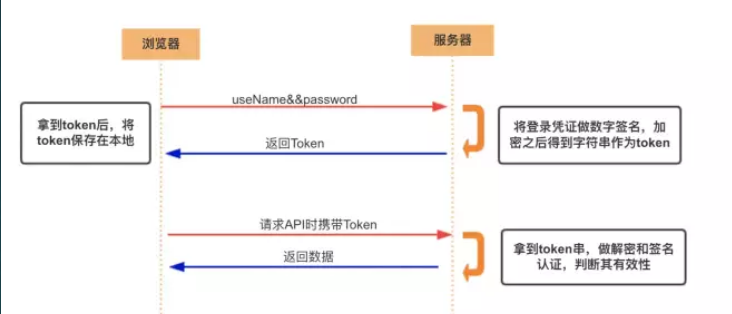 浏览器
服务器
useName&&password
拿到token后，将
token保存在本地
将登录凭证做数字签名，加
密之后得到字符串作为token
返回Token
请求API时携带Token
拿到token串，做解密和签名
认证，判断其有效性
返回数据